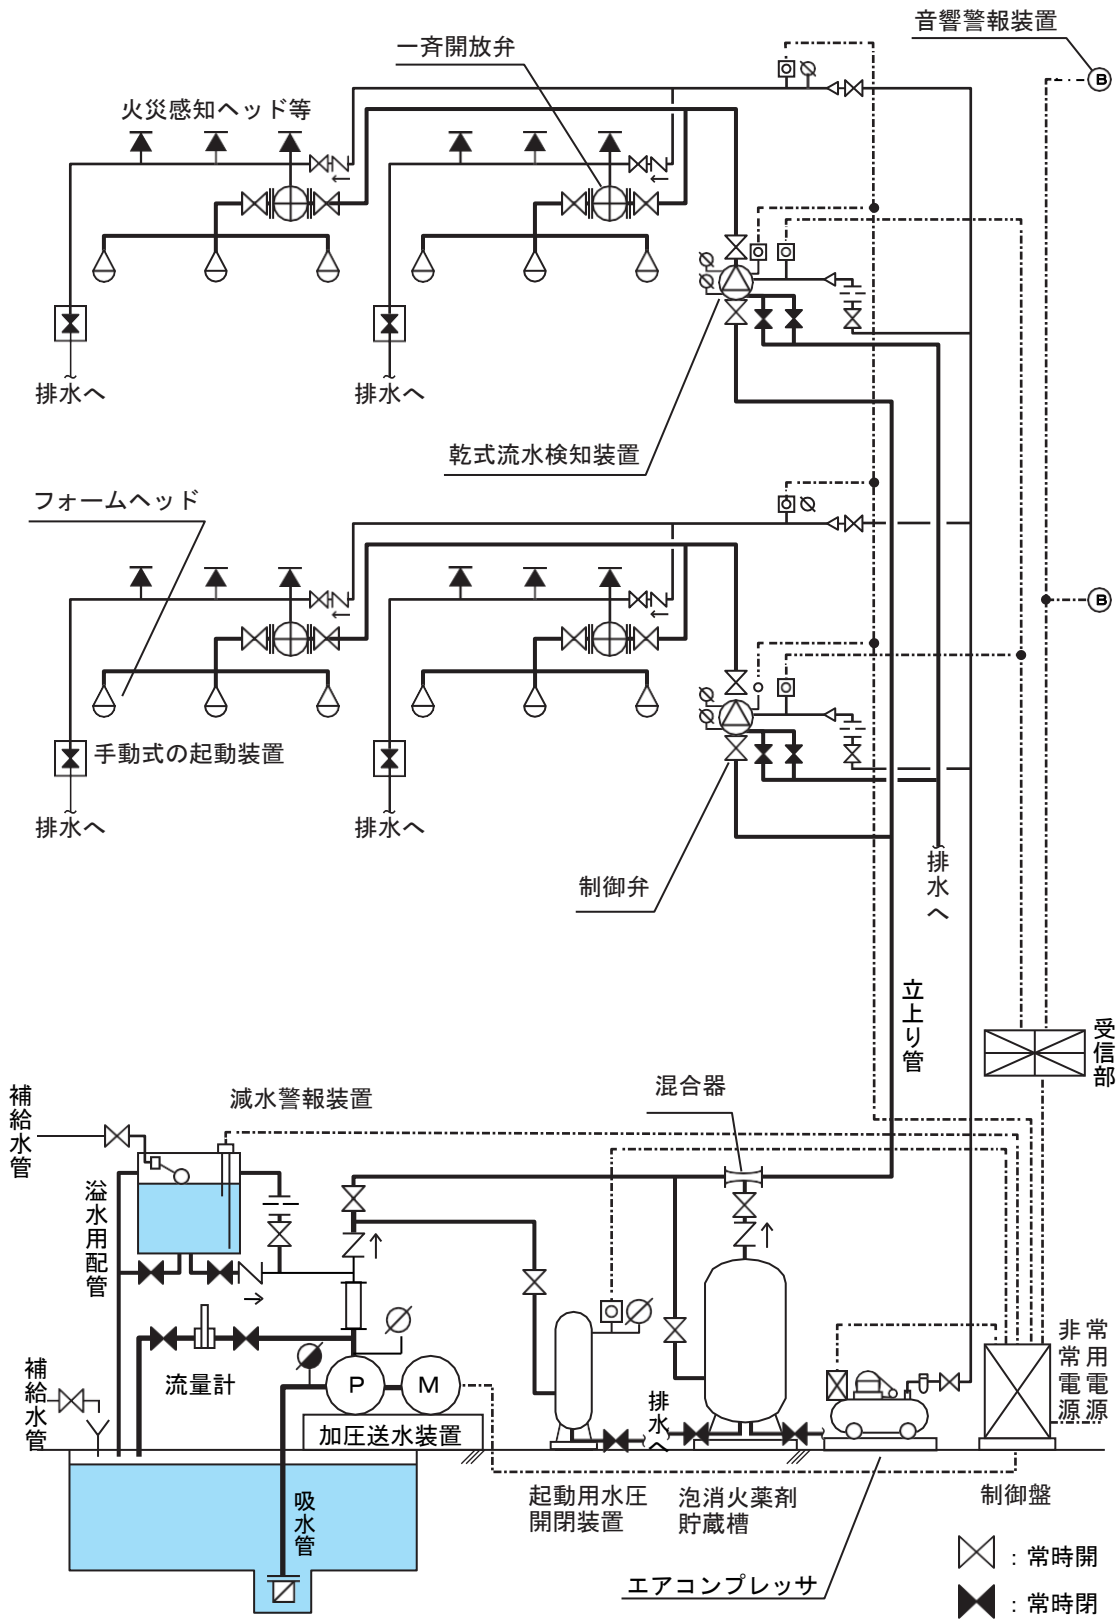 音響警報装置
一斉開放弁
B
火災感知ヘッド等
排水へ
排水へ
乾式流水検知装置
フォームヘッド
B
手動式の起動装置
排水へ
排水へ
排水へ
制御弁
立上り管
受信部
補給水管
減水警報装置
混合器
溢水用配管
流量計
補給水管
P
M
加圧送水装置
排水へ
非常電源
常用電源
吸水管
起動用水圧
開閉装置
泡消火薬剤
貯蔵槽
制御盤
エアコンプレッサ
：常時開
：常時閉